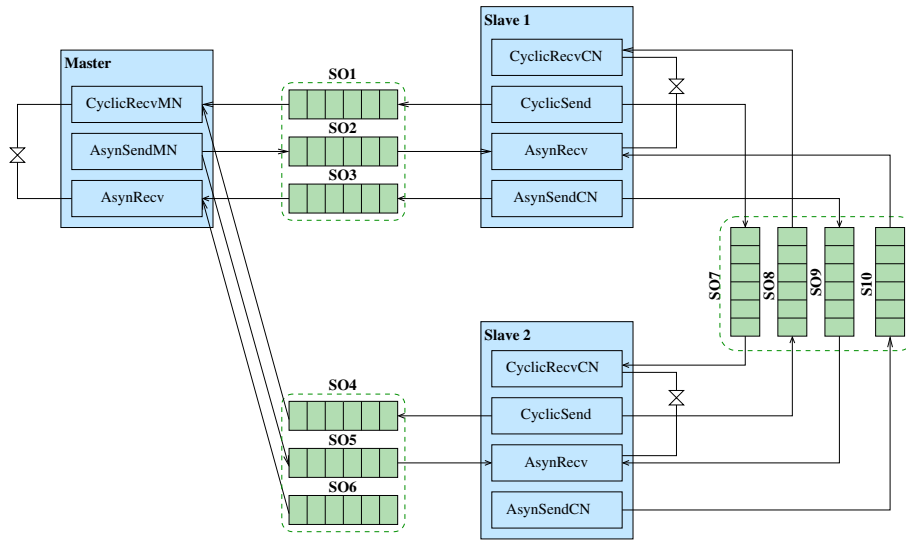 Slave 1
CyclicRecvCN
CyclicSend
AsynRecv
AsynSendCN
Master
CyclicRecvMN
AsynSendMN
AsynRecv
SO1
SO2
SO3
SO7
SO8
SO9
S10
Slave 2
CyclicRecvCN
CyclicSend
AsynRecv
AsynSendCN
SO4
SO5
SO6